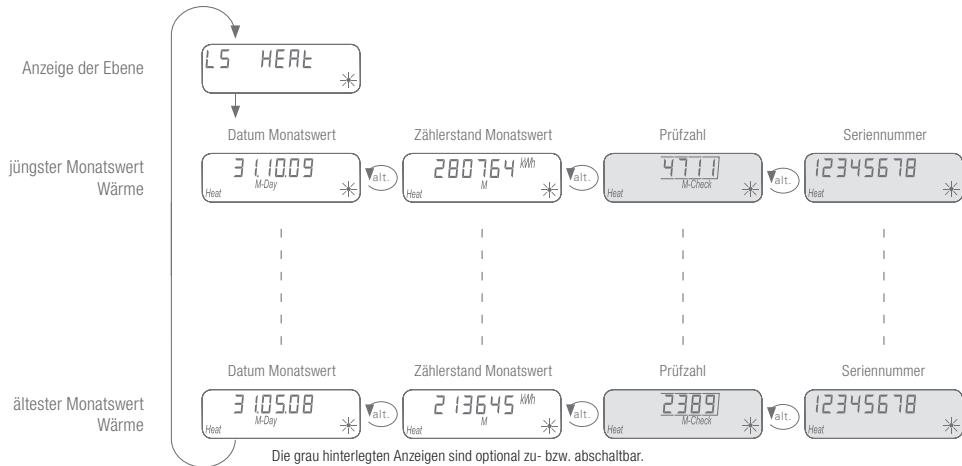 Anzeige der Ebene
LS HEAt
Datum Monatswert Zählerstand Monatswert Prüfzahl Seriennummer
jüngster Monatswert
Wärme
31.10.09 M-Day Heat alt. 280764 kWh M Heat alt. 4711 M-Check Heat alt. 12345678 Heat
Datum Monatswert Zählerstand Monatswert Prüfzahl Seriennummer
ältester Monatswert
Wärme
31.05.08 M-Day Heat alt. 213645 kWh M Heat alt. 2389 M-Check Heat alt. 12345678 Heat
Die grau hinterlegten Anzeigen sind optional zu- bzw. abschaltbar.